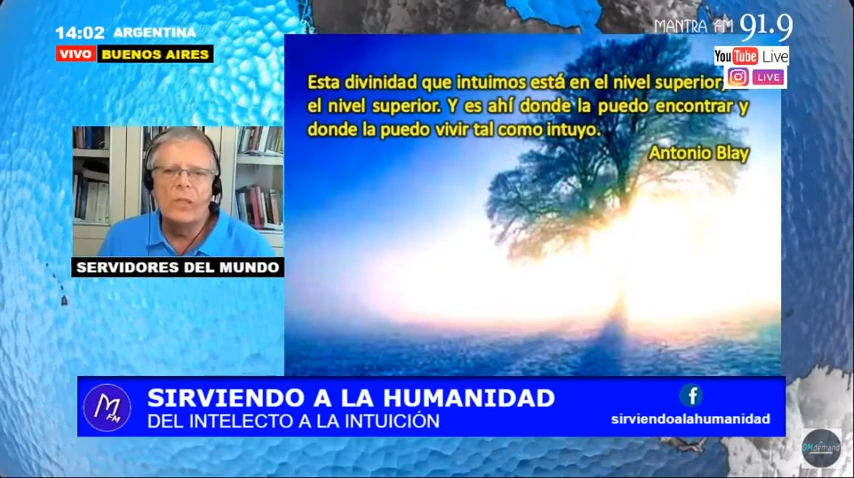 14:02 ARGENTINA
VIVO BUENOS AIRES
MANTRA FM 91.9
YouTube Live
LIVE
Esta divinidad que intuimos está en el nivel superior,
el nivel superior. Y es ahí donde la puedo encontrar y
donde la puedo vivir tal como intuyo.
Antonio Blay
SERVIDORES DEL MUNDO
M FM
SIRVIENDO A LA HUMANIDAD
DEL INTELECTO A LA INTUICIÓN
f
sirviendoalahumanidad
OMdemand